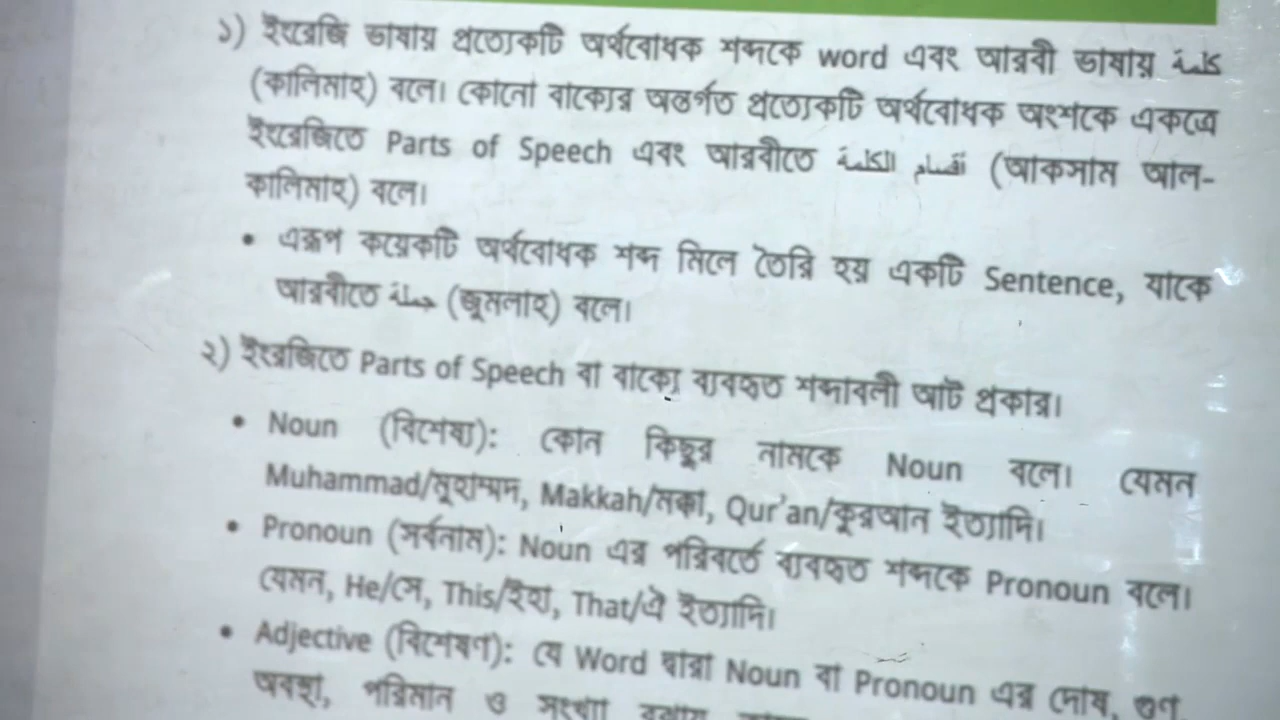 ১) ইংরেজি ভাষায় প্রত্যেকটি অর্থবোধক শব্দকে word এবং আরবী ভাষায় كلمة
(কালিমাহ) বলে। কোনো বাক্যের অন্তর্গত প্রত্যেকটি অর্থবোধক অংশকে একত্রে
ইংরেজিতে Parts of Speech এবং আরবীতে أقسام الكلمة (আকসাম আল-
কালিমাহ) বলে।
• এরূপ কয়েকটি অর্থবোধক শব্দ মিলে তৈরি হয় একটি Sentence, যাকে
আরবীতে جملة (জুমলাহ) বলে।
২) ইংরেজিতে Parts of Speech বা বাক্যে ব্যবহৃত শব্দাবলী আট প্রকার।
• Noun (বিশেষ্য): কোন কিছুর নামকে Noun বলে। যেমন
Muhammad/মুহাম্মদ, Makkah/মক্কা, Qur'an/কুরআন ইত্যাদি।
• Pronoun (সর্বনাম): Noun এর পরিবর্তে ব্যবহৃত শব্দকে Pronoun বলে।
যেমন, He/সে, This/ইহা, That/ঐ ইত্যাদি।
• Adjective (বিশেষণ): যে Word দ্বারা Noun বা Pronoun এর দোষ, গুণ
অবস্থা, পরিমান ও সংখ্যা